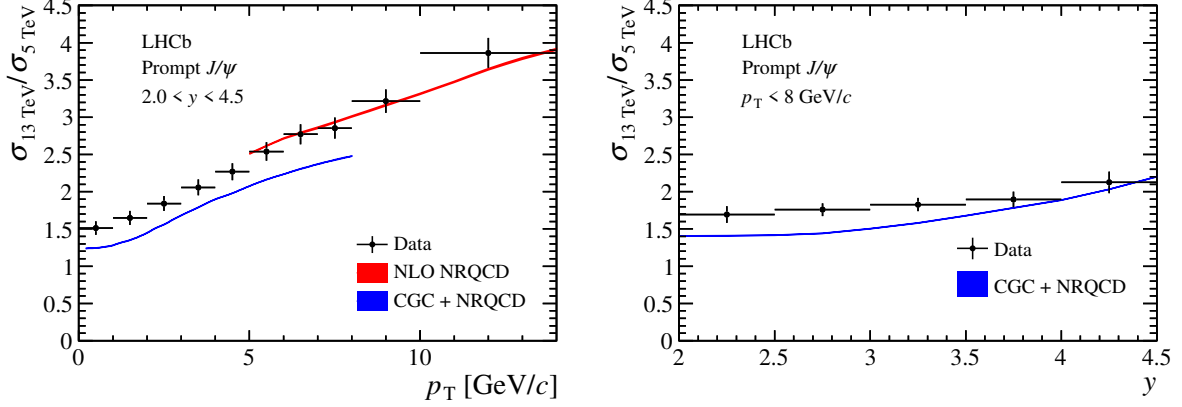 σ13 TeV/σ5 TeV
4.5
4
3.5
3
2.5
2
1.5
1
0.5
0
LHCb
Prompt J/ψ
2.0 < y < 4.5
Data
NLO NRQCD
CGC + NRQCD
0 5 10
pT [GeV/c]
σ13 TeV/σ5 TeV
4.5
4
3.5
3
2.5
2
1.5
1
0.5
0
LHCb
Prompt J/ψ
pT < 8 GeV/c
Data
CGC + NRQCD
2 2.5 3 3.5 4 4.5
y